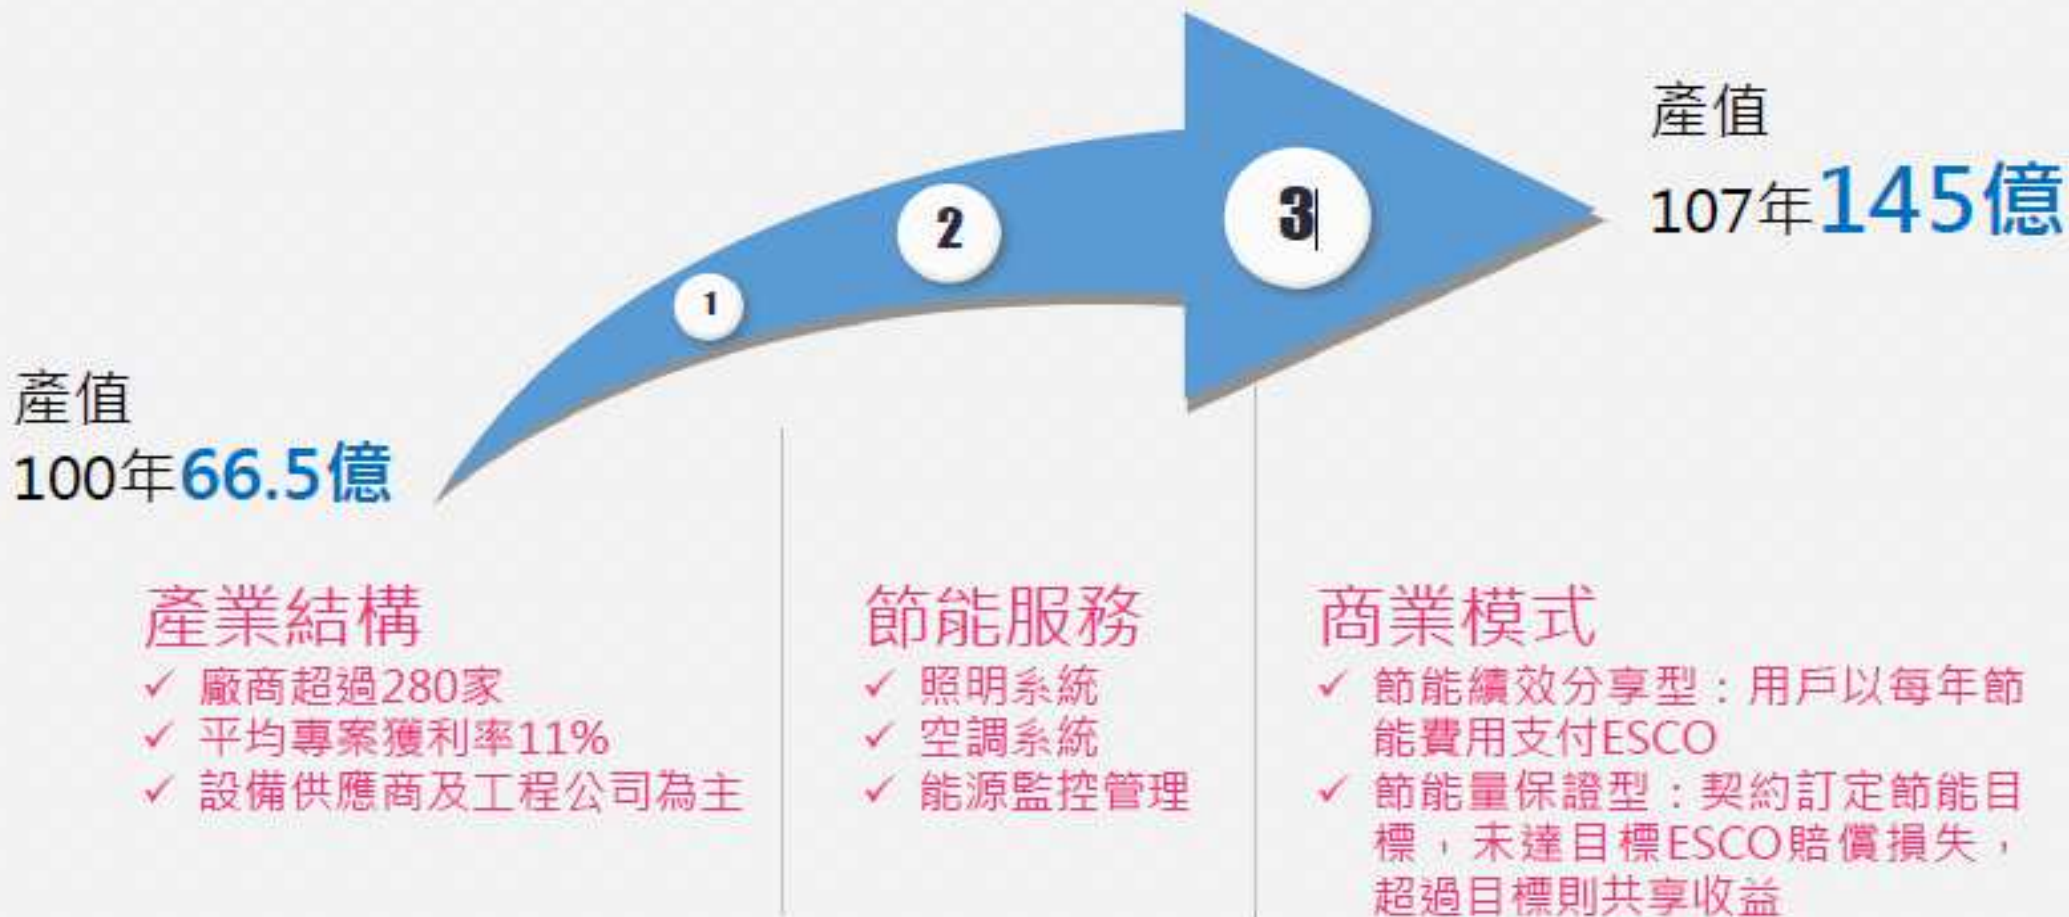 產值
107年145億
3
2
1
產值
100年66.5億
產業結構
✓ 廠商超過280家
✓ 平均專案獲利率11%
✓ 設備供應商及工程公司為主
節能服務
✓ 照明系統
✓ 空調系統
✓ 能源監控管理
商業模式
✓ 節能績效分享型：用戶以每年節
能費用支付ESCO
✓ 節能量保證型：契約訂定節能目
標，未達目標ESCO賠償損失，
超過目標則共享收益